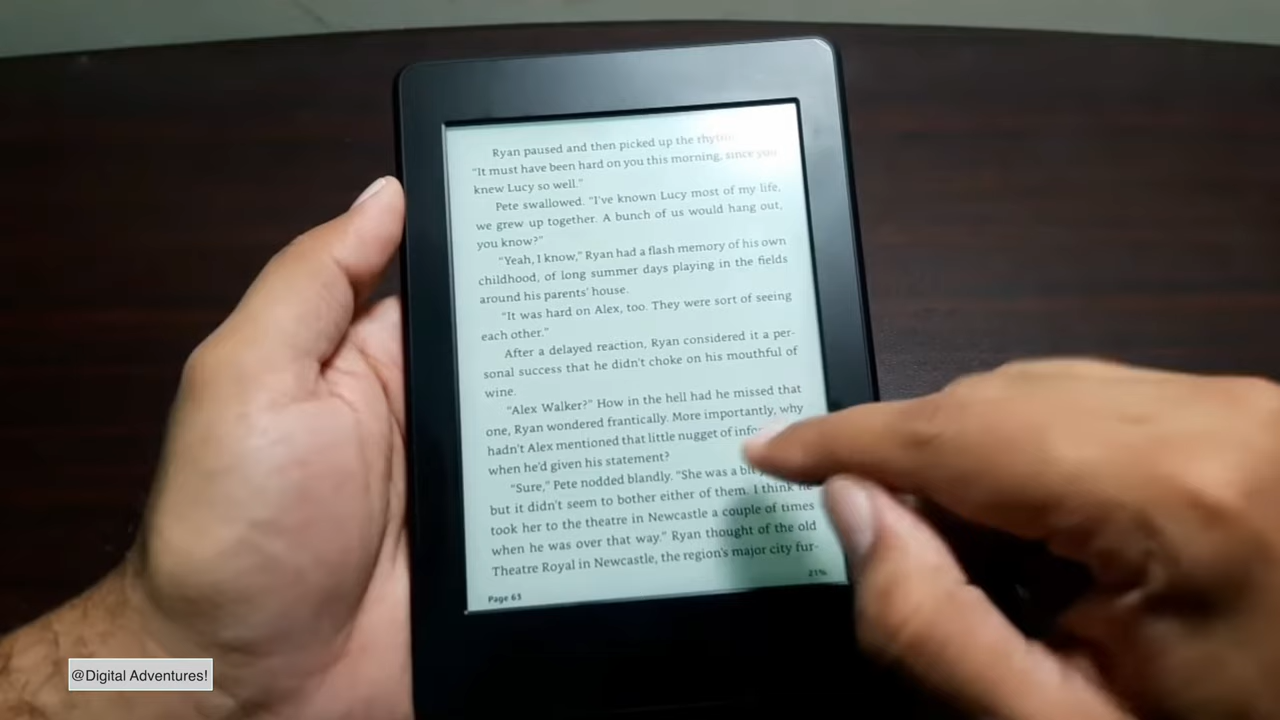 Ryan paused and then picked up the
“It must have been hard on you this morning, since you
knew Lucy so well.”
Pete swallowed. “I’ve known Lucy most of my life,
we grew up together. A bunch of us would hang out,
you know?”
“Yeah, I know,” Ryan had a flash memory of his own
childhood, of long summer days playing in the fields
around his parents’ house.
“It was hard on Alex, too. They were sort of seeing
each other.”
After a delayed reaction, Ryan considered it a per-
sonal success that he didn’t choke on his mouthful of
wine.
“Alex Walker?” How in the hell had he missed that
one, Ryan wondered frantically. More importantly, why
hadn’t Alex mentioned that little nugget of
when he’d given his statement?
“Sure,” Pete nodded blandly. “She was a bit
but it didn’t seem to bother either of them. I think he
took her to the theatre in Newcastle a couple of times
when he was over that way.” Ryan thought of the old
Theatre Royal in Newcastle, the region’s major city fur-
Page 63
21%
@Digital Adventures!